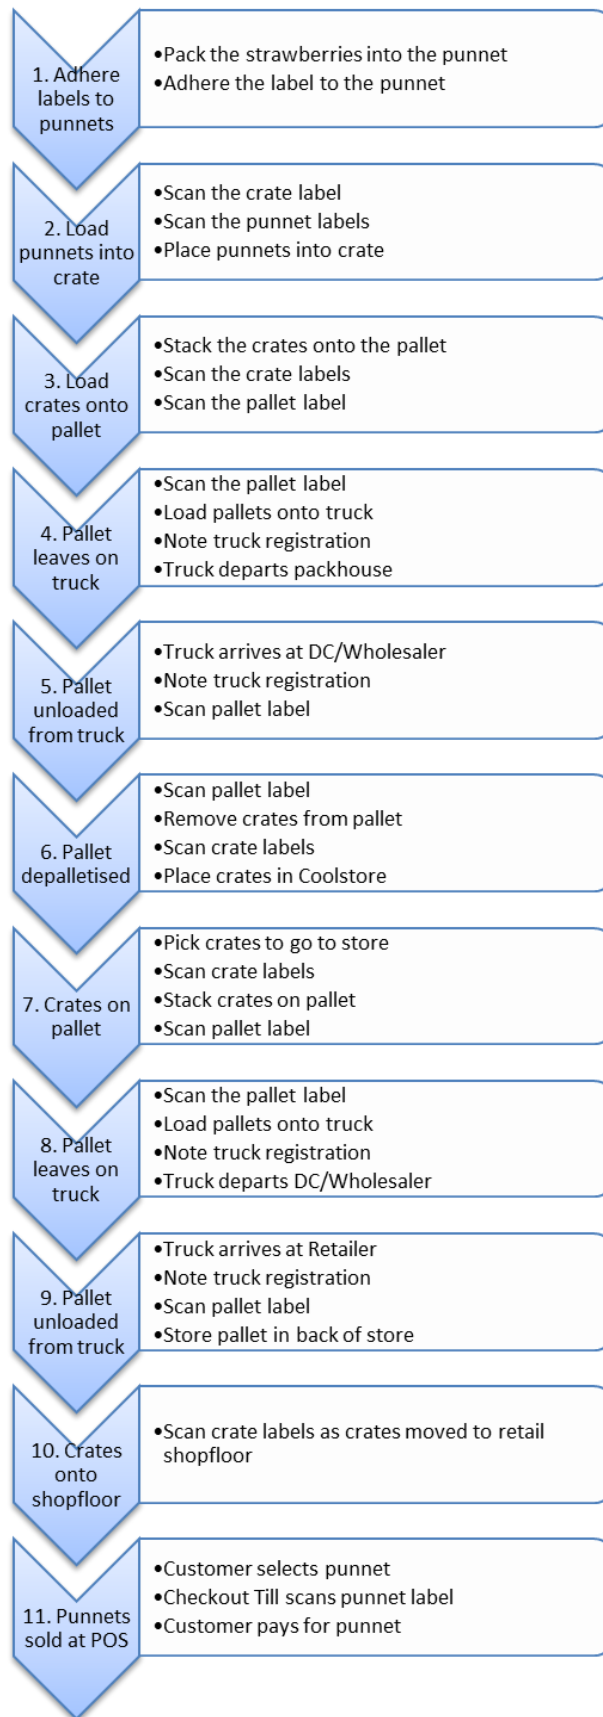 1. Adhere
labels to
punnets
•Pack the strawberries into the punnet
•Adhere the label to the punnet
2. Load
punnets into
crate
•Scan the crate label
•Scan the punnet labels
•Place punnets into crate
3. Load
crates onto
pallet
•Stack the crates onto the pallet
•Scan the crate labels
•Scan the pallet label
4. Pallet
leaves on
truck
•Scan the pallet label
•Load pallets onto truck
•Note truck registration
•Truck departs packhouse
5. Pallet
unloaded
from truck
•Truck arrives at DC/Wholesaler
•Note truck registration
•Scan pallet label
6. Pallet
depalletised
•Scan pallet label
•Remove crates from pallet
•Scan crate labels
•Place crates in Coolstore
7. Crates on
pallet
•Pick crates to go to store
•Scan crate labels
•Stack crates on pallet
•Scan pallet label
8. Pallet
leaves on
truck
•Scan the pallet label
•Load pallets onto truck
•Note truck registration
•Truck departs DC/Wholesaler
9. Pallet
unloaded
from truck
•Truck arrives at Retailer
•Note truck registration
•Scan pallet label
•Store pallet in back of store
10. Crates
onto
shopfloor
•Scan crate labels as crates moved to retail
shopfloor
11. Punnets
sold at POS
•Customer selects punnet
•Checkout Till scans punnet label
•Customer pays for punnet